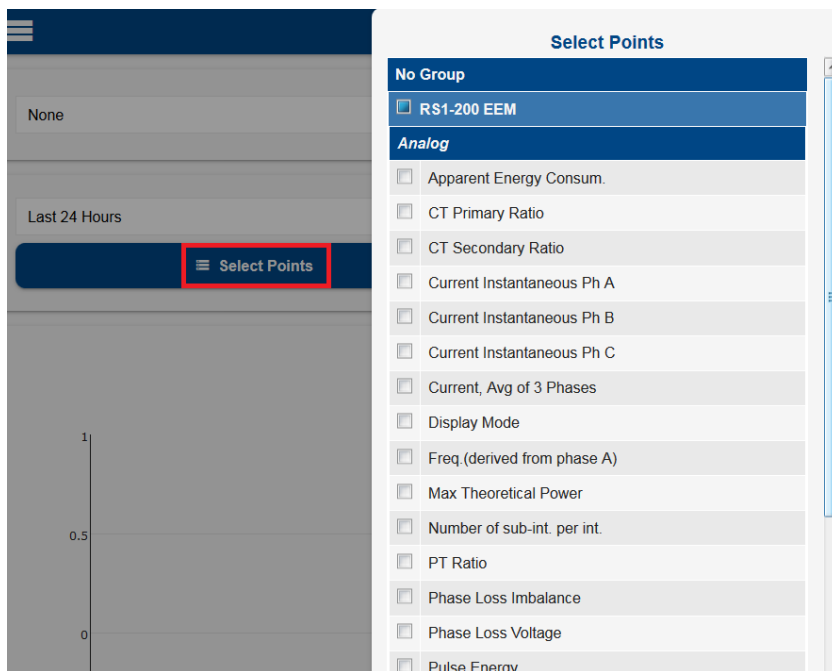 None
Last 24 Hours
Select Points
1
0.5
0
Select Points
No Group
RS1-200 EEM
Analog
Apparent Energy Consum.
CT Primary Ratio
CT Secondary Ratio
Current Instantaneous Ph A
Current Instantaneous Ph B
Current Instantaneous Ph C
Current, Avg of 3 Phases
Display Mode
Freq.(derived from phase A)
Max Theoretical Power
Number of sub-int. per int.
PT Ratio
Phase Loss Imbalance
Phase Loss Voltage
Pulse Energy